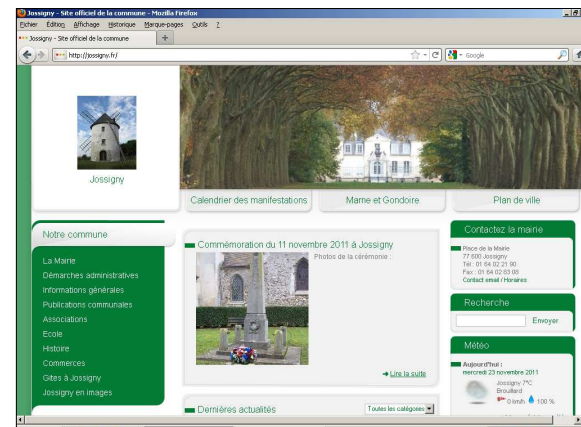 Jossigny - Site officiel de la commune - Mozilla Firefox
Fichier Édition Affichage Historique Marque-pages Outils ?
Jossigny - Site officiel de la commune +
http://jossigny.fr/
Google
Jossigny
Calendrier des manifestations
Marne et Gondoire
Plan de ville
Notre commune
La Mairie
Démarches administratives
Informations générales
Publications communales
Associations
Ecole
Histoire
Commerces
Gites à Jossigny
Jossigny en images
Commémoration du 11 novembre 2011 à Jossigny
Photos de la cérémonie :
Lire la suite
Dernières actualités
Toutes les catégories
Contactez la mairie
Place de la Mairie
77 600 Jossigny
Tél : 01 64 02 21 90
Fax : 01 64 02 83 08
Contact email / Horaires
Recherche
Envoyer
Météo
Aujourd'hui :
mercredi 23 novembre 2011
Jossigny 7°C
Brouillard
0 km/h 100 %